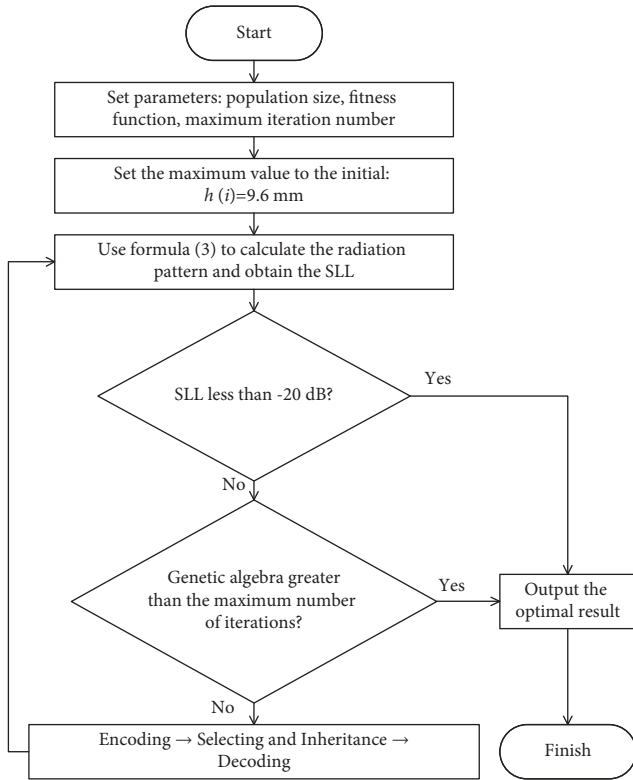 Start
Set parameters: population size, fitness
function, maximum iteration number
Set the maximum value to the initial:
h (i)=9.6 mm
Use formula (3) to calculate the radiation
pattern and obtain the SLL
SLL less than -20 dB?
Yes
No
Genetic algebra greater
than the maximum number
of iterations?
Yes
Output the
optimal result
No
Encoding → Selecting and Inheritance →
Decoding
Finish